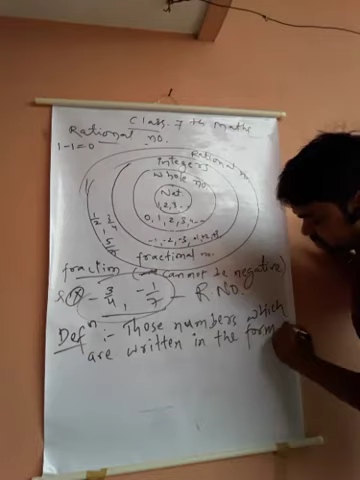 Class- 7th maths
Rational no.
1-1=0
Rational no.
integers
whole no.
Nat
1,2,3...
0, 1, 2, 3, 4...
-1, -2, -3
fractional n.
1/2, 3/4
fraction ( cannot be negative)
- 3/4, -1/7 - R NO.
Defn :- Those numbers which
are written in the form